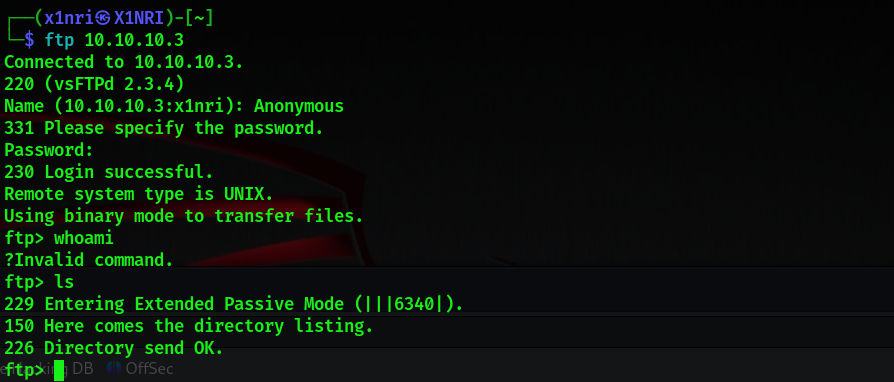 ┌──(x1nri㉿X1NRI)-[~]
└─$ ftp 10.10.10.3
Connected to 10.10.10.3.
220 (vsFTPd 2.3.4)
Name (10.10.10.3:x1nri): Anonymous
331 Please specify the password.
Password:
230 Login successful.
Remote system type is UNIX.
Using binary mode to transfer files.
ftp> whoami
?Invalid command.
ftp> ls
229 Entering Extended Passive Mode (|||6340|).
150 Here comes the directory listing.
226 Directory send OK.
ftp>
DB OffSec